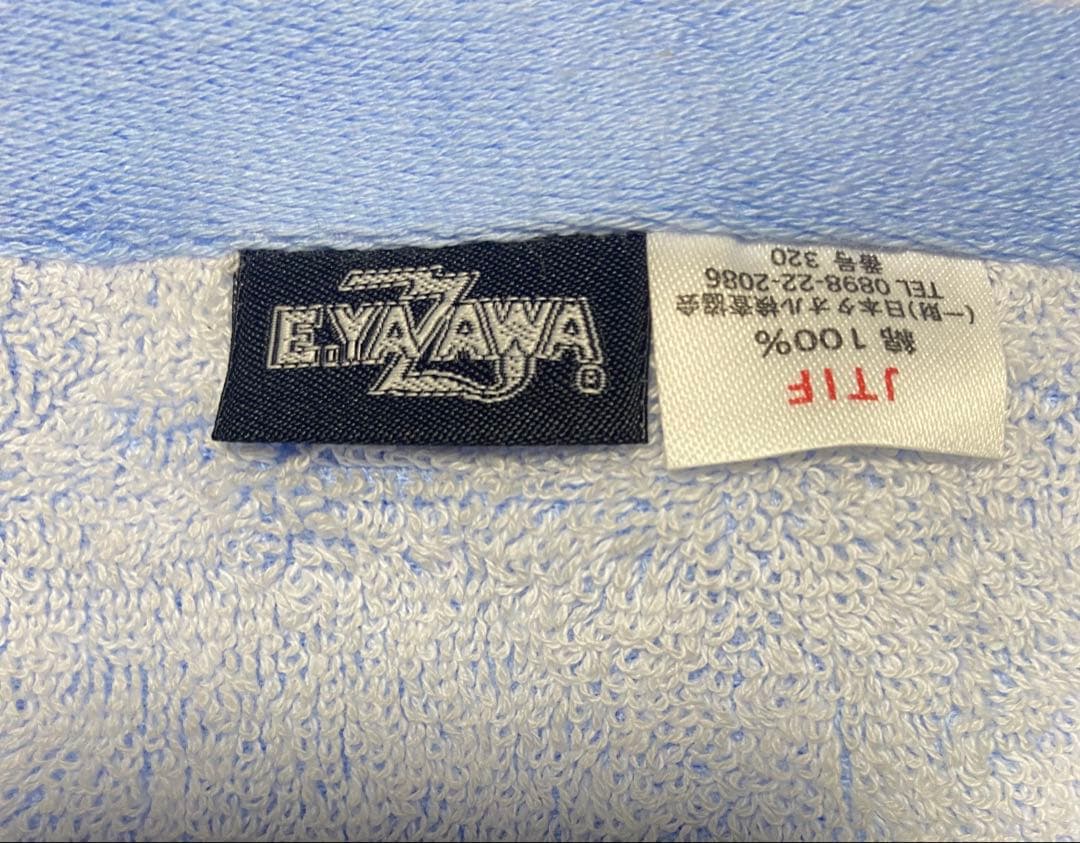 E.YAZAWA
®
JTIF
綿 100%
(一財)日本タオル検査協会
TEL 0898-22-2086
番号 320